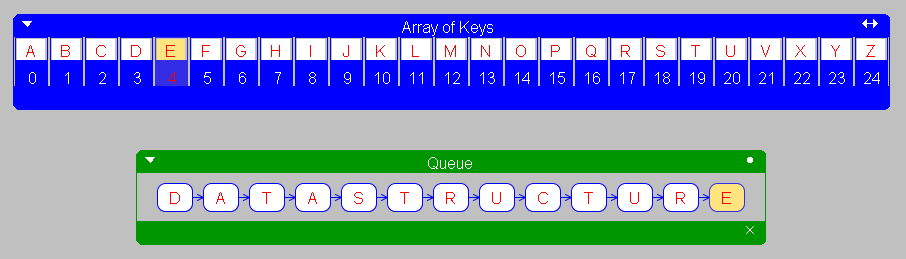 Array of Keys
A B C D E F G H I J K L M N O P Q R S T U V X Y Z
0 1 2 3 4 5 6 7 8 9 10 11 12 13 14 15 16 17 18 19 20 21 22 23 24
Queue
D A T A S T R U C T U R E